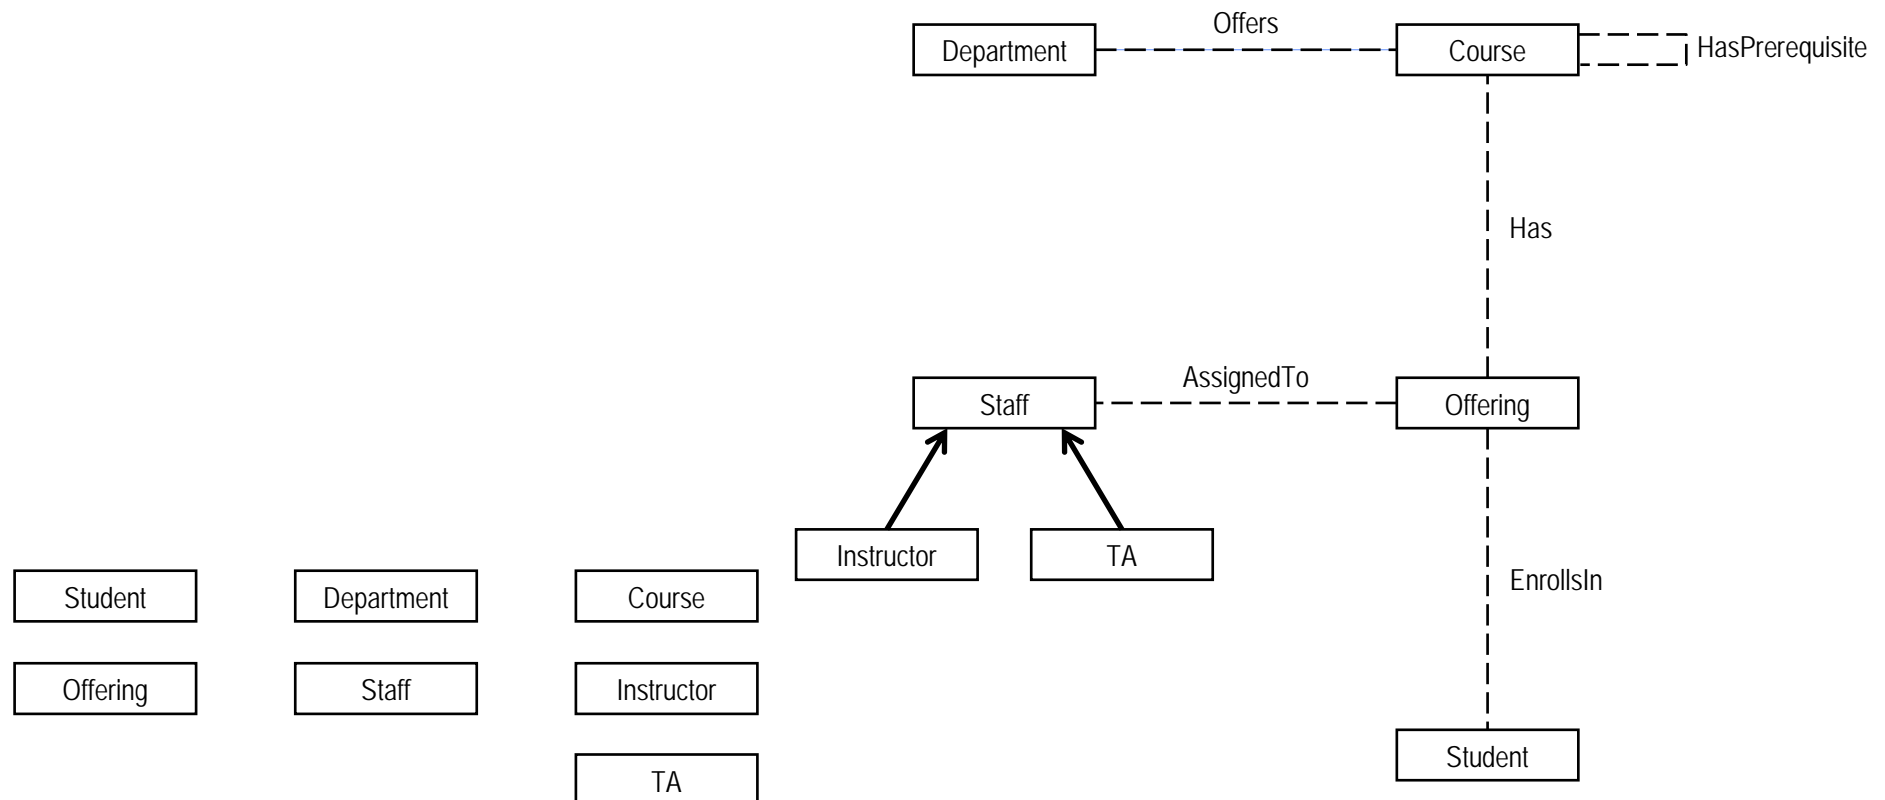 Offers
Department
Course
HasPrerequisite
Has
AssignedTo
Staff
Offering
Instructor
TA
EnrollsIn
Student
Student
Department
Course
Offering
Staff
Instructor
TA